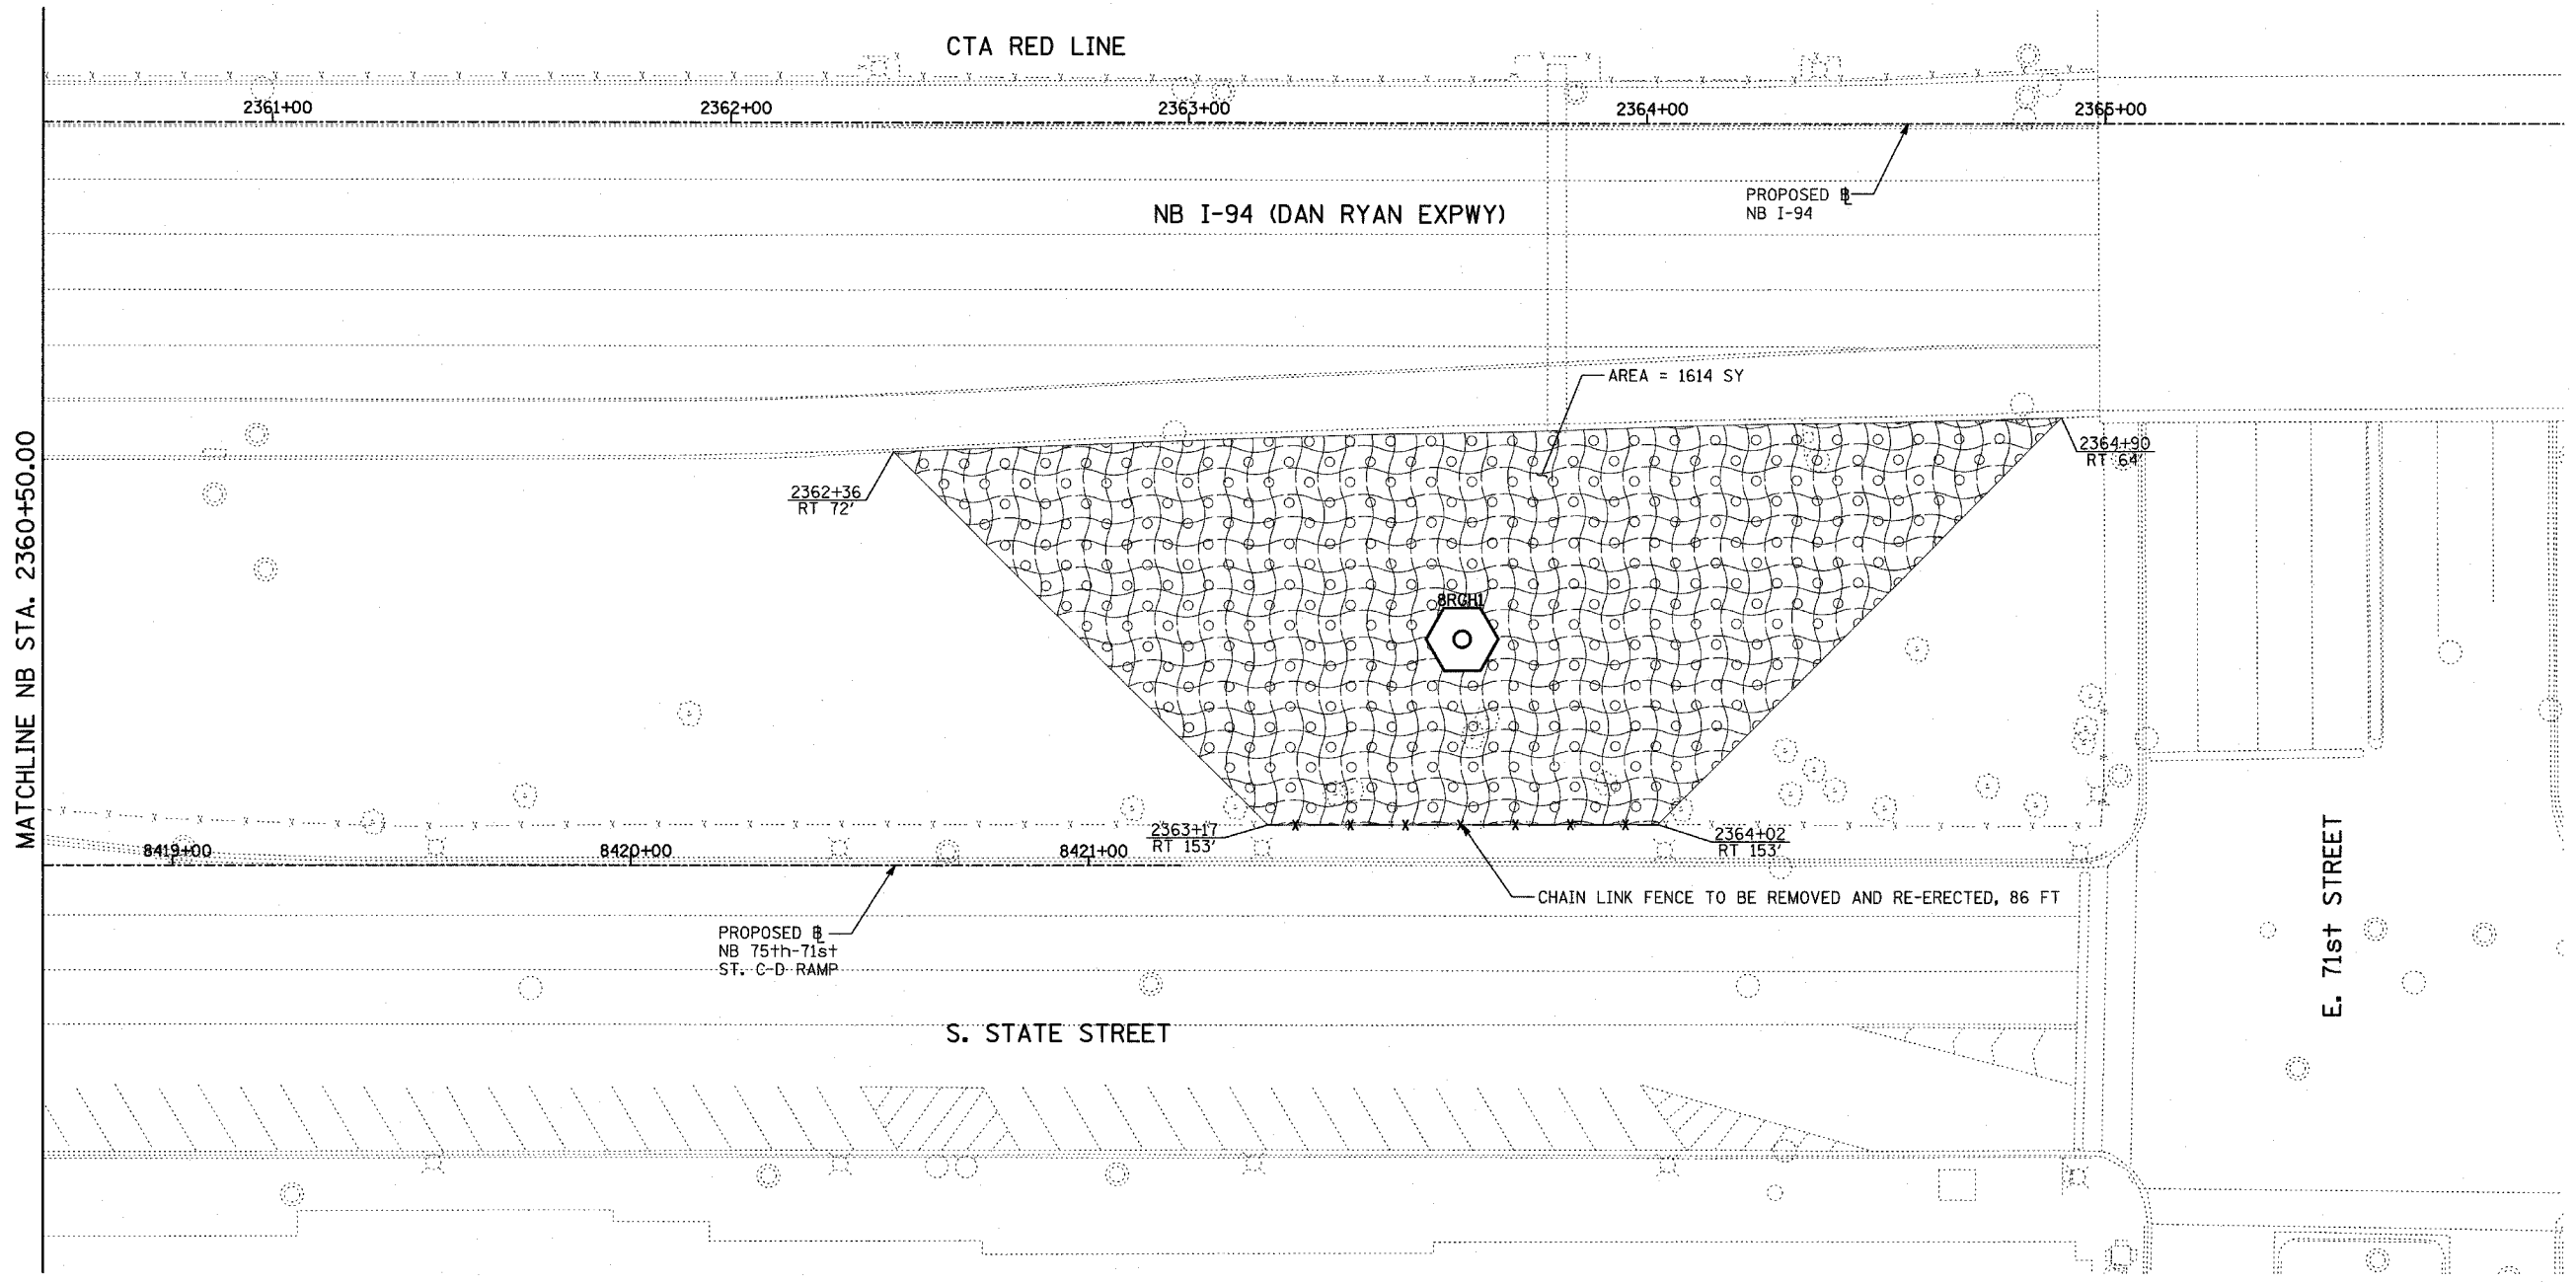 CTA RED LINE
2361+00
2362+00
2363+00
2364+00
2365+00
PROPOSED ℄
NB I-94
NB I-94 (DAN RYAN EXPWY)
AREA = 1614 SY
MATCHLINE NB STA. 2360+50.00
2362+36
RT 72'
2364+90
RT 64'
8RGH1
2363+17
RT 153'
2364+02
RT 153'
8419+00
8420+00
8421+00
CHAIN LINK FENCE TO BE REMOVED AND RE-ERECTED, 86 FT
PROPOSED ℄
NB 75th-71st
ST. C-D RAMP
S. STATE STREET
E. 71st STREET